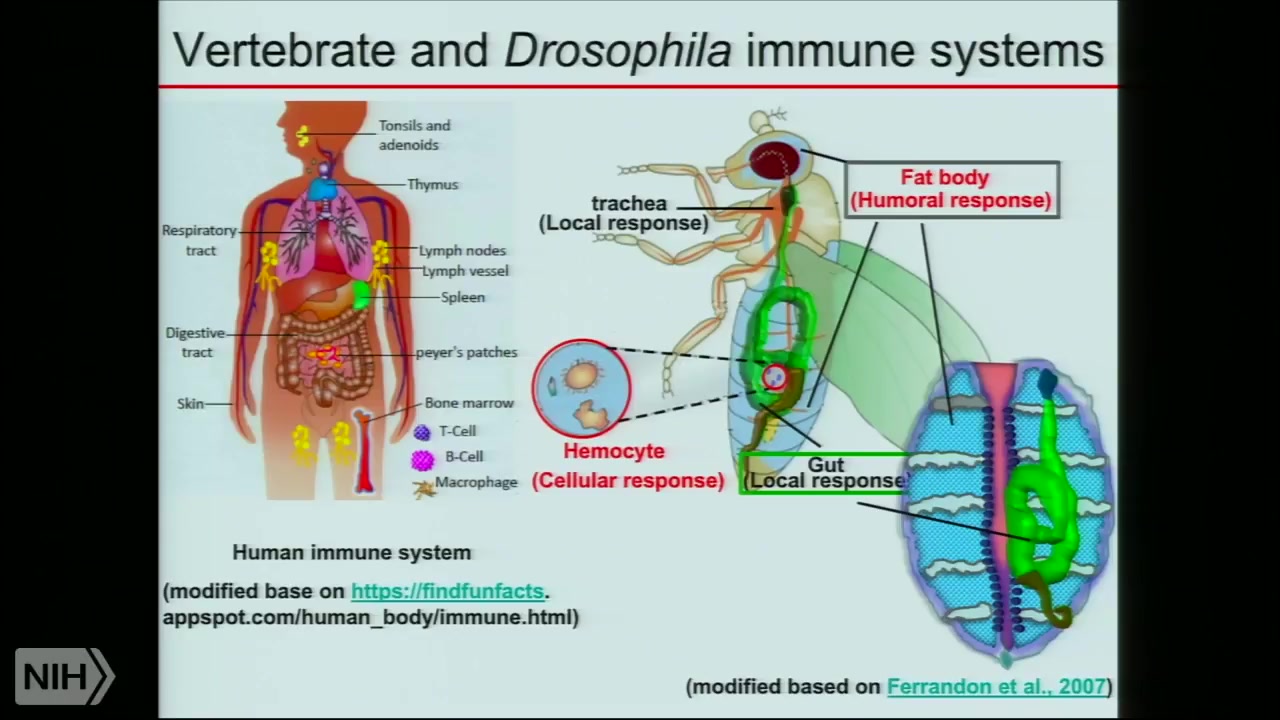 Vertebrate and Drosophila immune systems
Tonsils and
adenoids
Thymus
Respiratory
tract
Lymph nodes
Lymph vessel
Spleen
Digestive
tract
peyer's patches
Skin
Bone marrow
T-Cell
B-Cell
Macrophage
Human immune system
(modified base on https://findfunfacts.
appspot.com/human_body/immune.html)
trachea
(Local response)
Fat body
(Humoral response)
Hemocyte
(Cellular response)
Gut
(Local response
(modified based on Ferrandon et al., 2007)
NIH